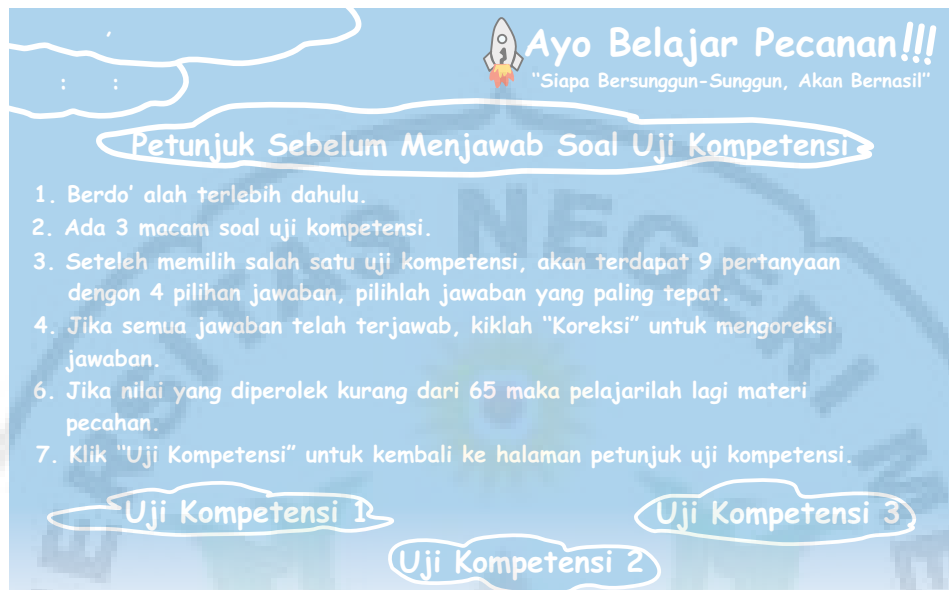 Ayo Belajar Pecanan!!!
"Siapa Bersunggun-Sunggun, Akan Bernasil"
Petunjuk Sebelum Menjawab Soal Uji Kompetensi
1. Berdo' alah terlebih dahulu.
2. Ada 3 macam soal uji kompetensi.
3. Seteleh memilih salah satu uji kompetensi, akan terdapat 9 pertanyaan
dengon 4 pilihan jawaban, pilihlah jawaban yang paling tepat.
4. Jika semua jawaban telah terjawab, kiklah “Koreksi” untuk mengoreksi
jawaban.
6. Jika nilai yang diperolek kurang dari 65 maka pelajarilah lagi materi
pecahan.
7. Klik “Uji Kompetensi” untuk kembali ke halaman petunjuk uji kompetensi.
Uji Kompetensi 1
Uji Kompetensi 3
Uji Kompetensi 2